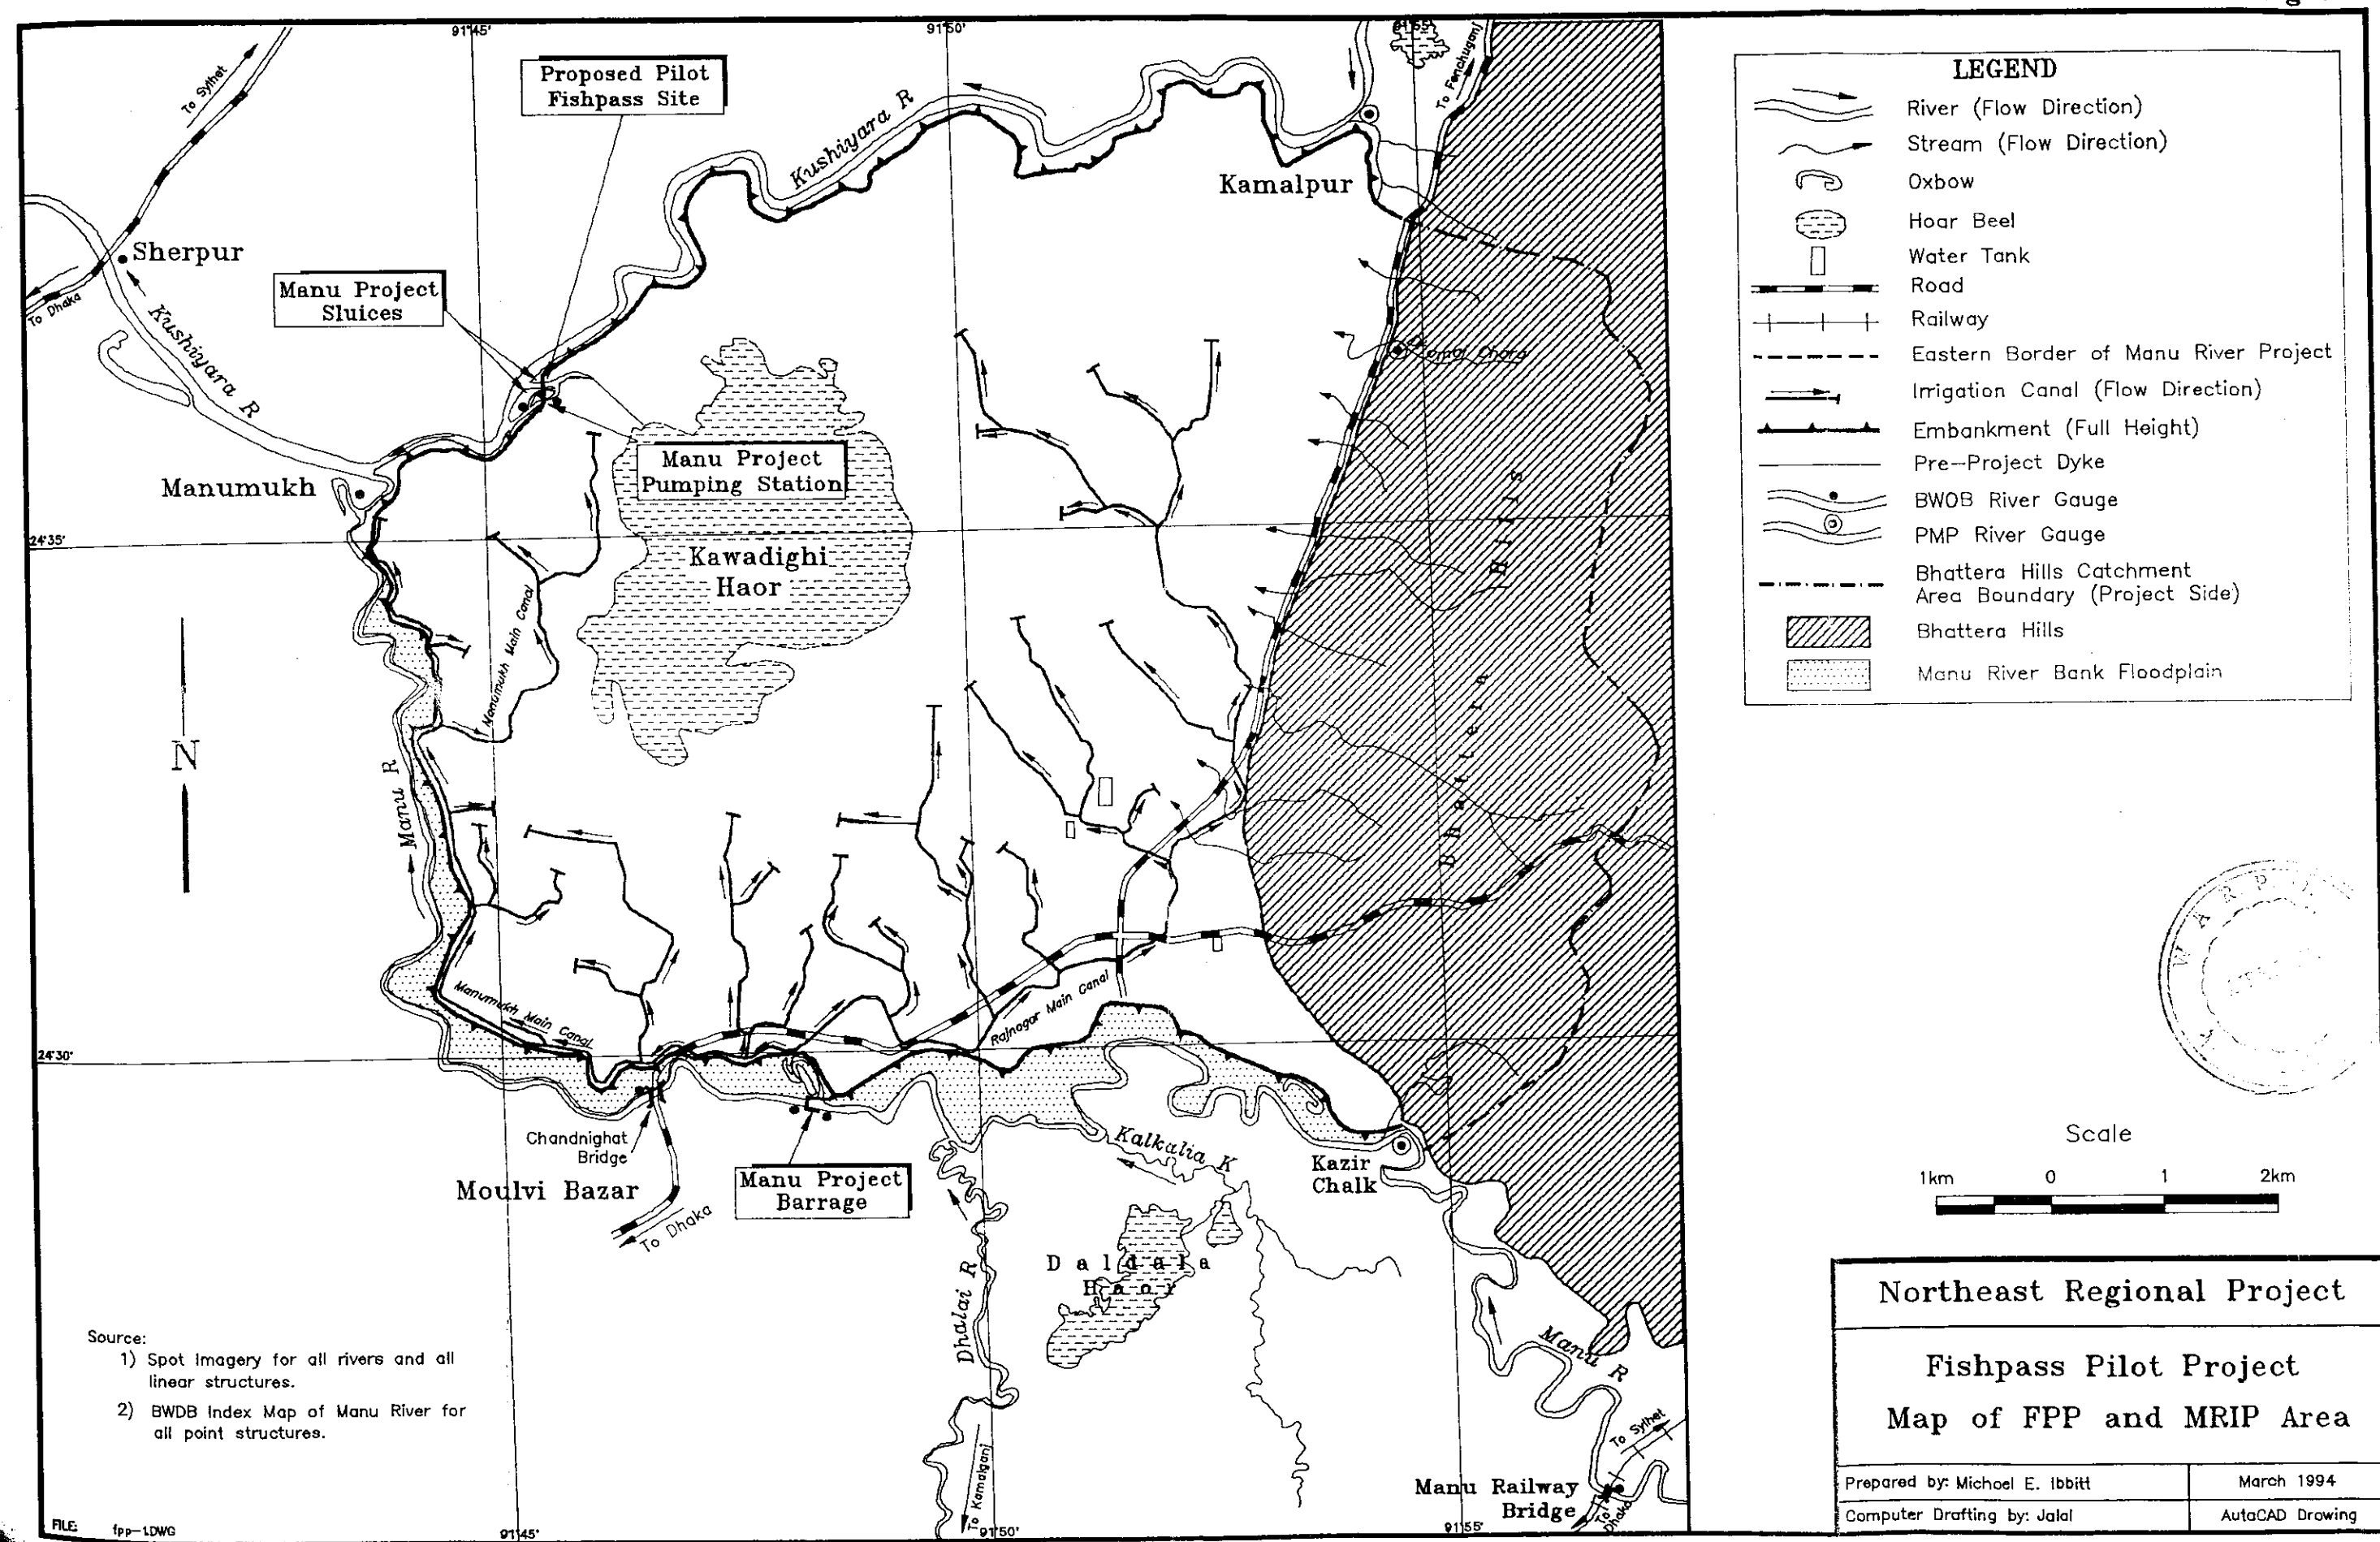 91°45'
91°50'
To Sylhet
Proposed Pilot
Fishpass Site
To Fenchuganj
Kushiyara R
Kamalpur
Sherpur
To Dhaka
Manu Project
Sluices
Kushiyara R
Manumukh
Manu Project
Pumping Station
24°35'
Kawadighi
Haor
Manumukh Main Canal
Bhattera Hills
N
Manu R
Manumukh Main Canal
Rajnagar Main Canal
24°30'
Chandnighat
Bridge
Moulvi Bazar
To Dhaka
Manu Project
Barrage
Kalkalia K
Kazir
Chalk
Daldala
Haor
Dhalai R
To Kamalganj
Manu R
To Sylhet
Manu Railway
Bridge
To Dhaka
91°45'
91°50'
91°55'
Source:
1) Spot Imagery for all rivers and all
linear structures.
2) BWDB Index Map of Manu River for
all point structures.
FILE: fpp-1.DWG
LEGEND
River (Flow Direction)
Stream (Flow Direction)
Oxbow
Hoar Beel
Water Tank
Road
Railway
Eastern Border of Manu River Project
Irrigation Canal (Flow Direction)
Embankment (Full Height)
Pre-Project Dyke
BWOB River Gauge
PMP River Gauge
Bhattera Hills Catchment
Area Boundary (Project Side)
Bhattera Hills
Manu River Bank Floodplain
W A R P O
Scale
1km 0 1 2km
Northeast Regional Project
Fishpass Pilot Project
Map of FPP and MRIP Area
Prepared by: Michael E. Ibbitt
March 1994
Computer Drafting by: Jalal
AutaCAD Drowing